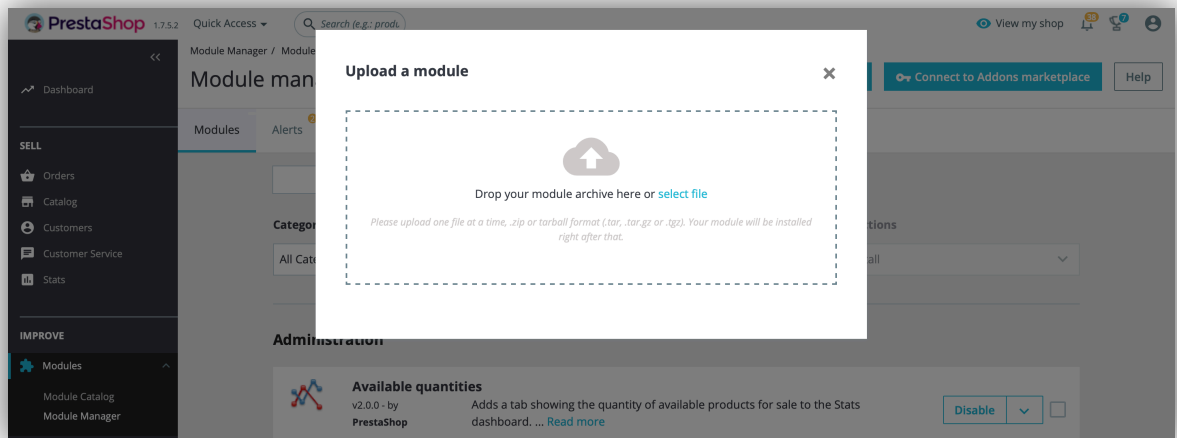 PrestaShop 1.7.5.2 Quick Access Search (e.g.: produ View my shop
Module Manager / Module
Module man
Connect to Addons marketplace Help
Upload a module
Dashboard
Modules Alerts
SELL
Orders
Catalog
Customers
Customer Service
Stats
Drop your module archive here or select file
Please upload one file at a time, .zip or tarball format (.tar, .tar.gz or .tgz). Your module will be installed
right after that.
Categor
tions
All Cate
all
IMPROVE
Modules
Module Catalog
Module Manager
Administration
Available quantities
v2.0.0 - by
PrestaShop
Adds a tab showing the quantity of available products for sale to the Stats
dashboard. ... Read more
Disable